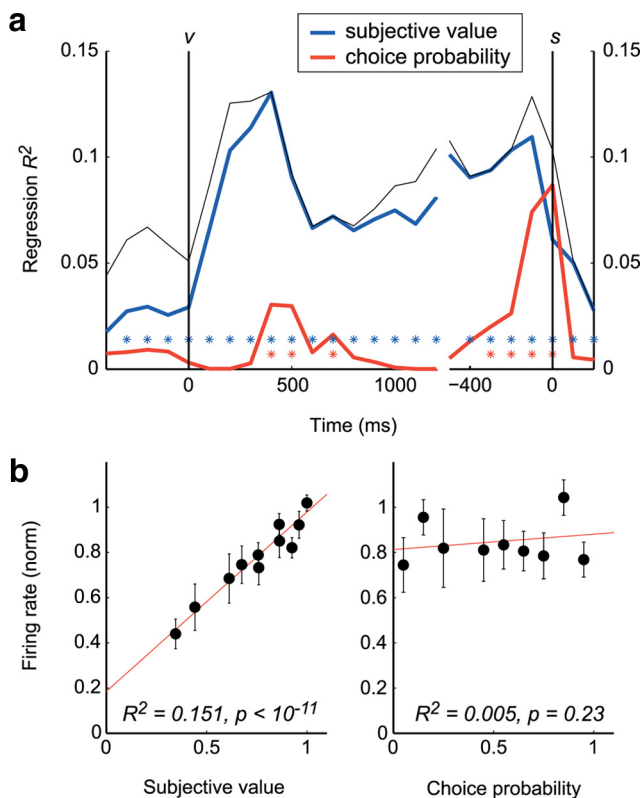 a
v
s
subjective value
choice probability
0.15
0.1
0.05
0
0.15
0.1
0.05
0
Regression R²
* * * * * * * * * * * * * * * * * * * * * *
* * * * * * * *
0 500 1000 −400 0
Time (ms)
b
Firing rate (norm)
1
0.8
0.6
0.4
0.2
0
R² = 0.151, p < 10⁻¹¹
0 0.5 1
Subjective value
1
0.8
0.6
0.4
0.2
0
R² = 0.005, p = 0.23
0 0.5 1
Choice probability